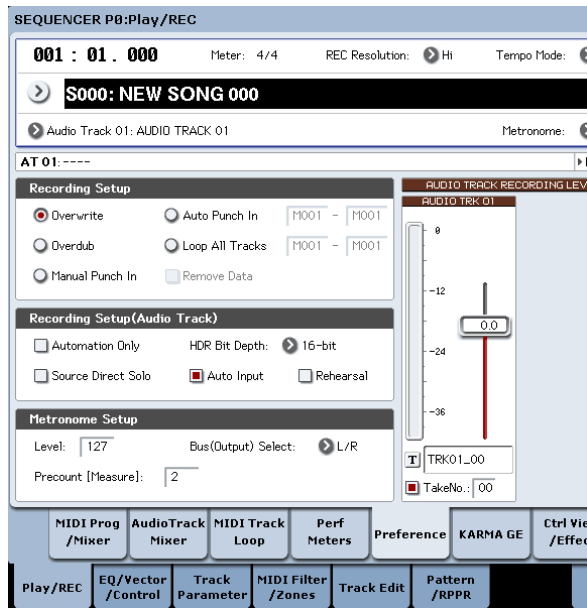 SEQUENCER P0:Play/REC
001 : 01 . 000 Meter: 4/4 REC Resolution: Hi Tempo Mode:
S000: NEW SONG 000
Audio Track 01: AUDIO TRACK 01 Metronome:
AT 01:----
Recording Setup
Overwrite Auto Punch In M001 - M001
Overdub Loop All Tracks M001 - M001
Manual Punch In Remove Data
Recording Setup(Audio Track)
Automation Only HDR Bit Depth: 16-bit
Source Direct Solo Auto Input Rehearsal
Metronome Setup
Level: 127 Bus(Output) Select: L/R
Precount [Measure]: 2
AUDIO TRACK RECORDING LEV
AUDIO TRK 01
0
-12
0.0
-24
-36
T TRK01_00
TakeNo.: 00
MIDI Prog /Mixer AudioTrack Mixer MIDI Track Loop Perf Meters Preference KARMA GE Ctrl Vie /Effec
Play/REC EQ/Vector /Control Track Parameter MIDI Filter /Zones Track Edit Pattern /RPPR